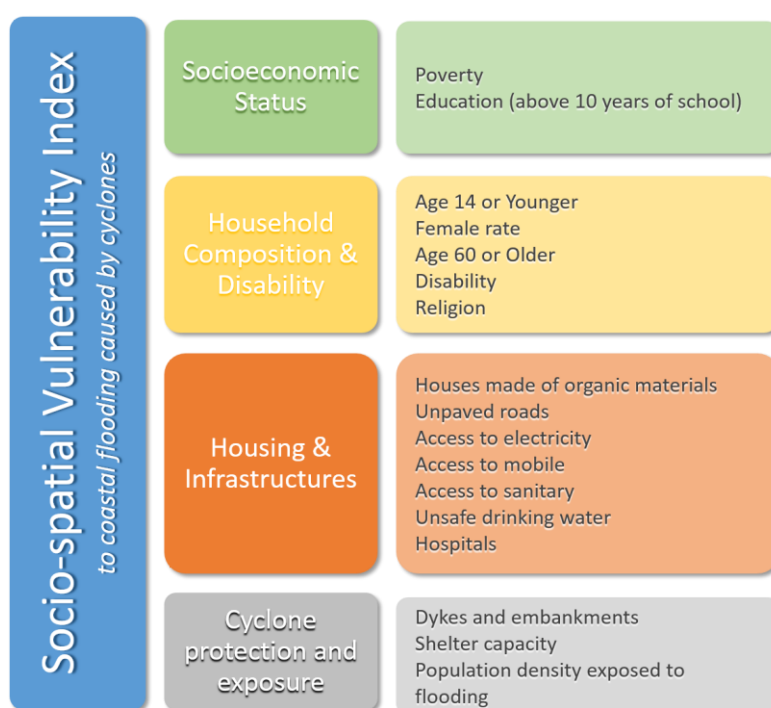 Socio-spatial Vulnerability Index
to coastal flooding caused by cyclones
Socioeconomic
Status
Poverty
Education (above 10 years of school)
Household
Composition &
Disability
Age 14 or Younger
Female rate
Age 60 or Older
Disability
Religion
Housing &
Infrastructures
Houses made of organic materials
Unpaved roads
Access to electricity
Access to mobile
Access to sanitary
Unsafe drinking water
Hospitals
Cyclone
protection and
exposure
Dykes and embankments
Shelter capacity
Population density exposed to
flooding